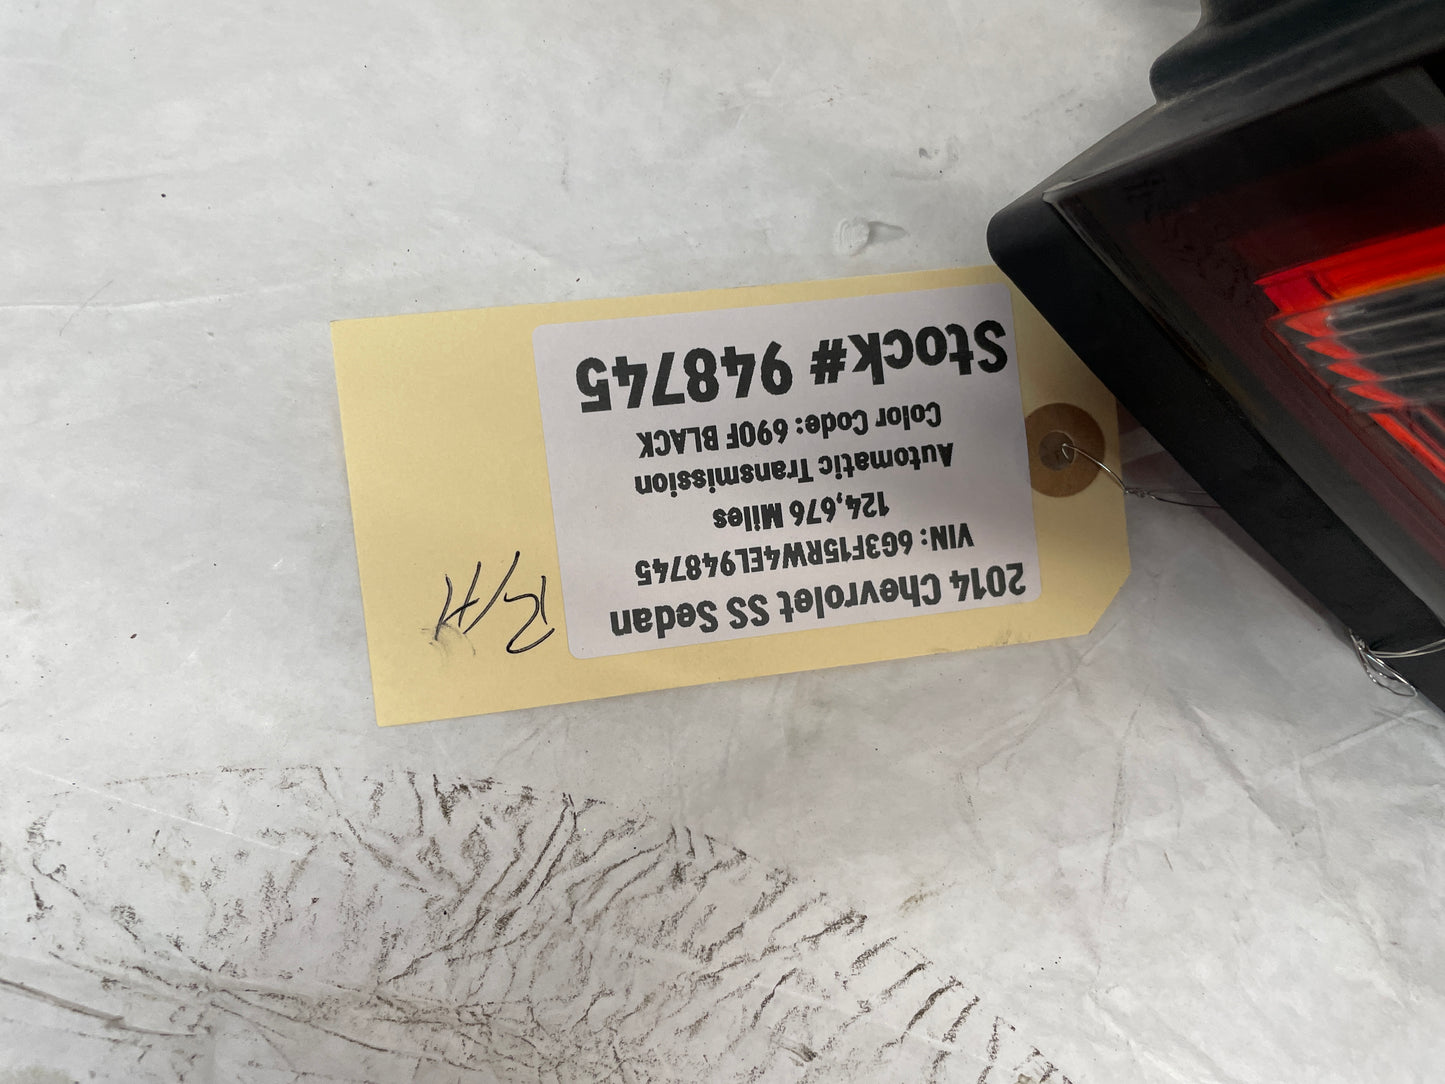 2014 Chevrolet SS Sedan
VIN: 6G3F15RW4EL948745
124,676 Miles
Automatic Transmission
Color Code: 690F BLACK
Stock# 948745
R/H